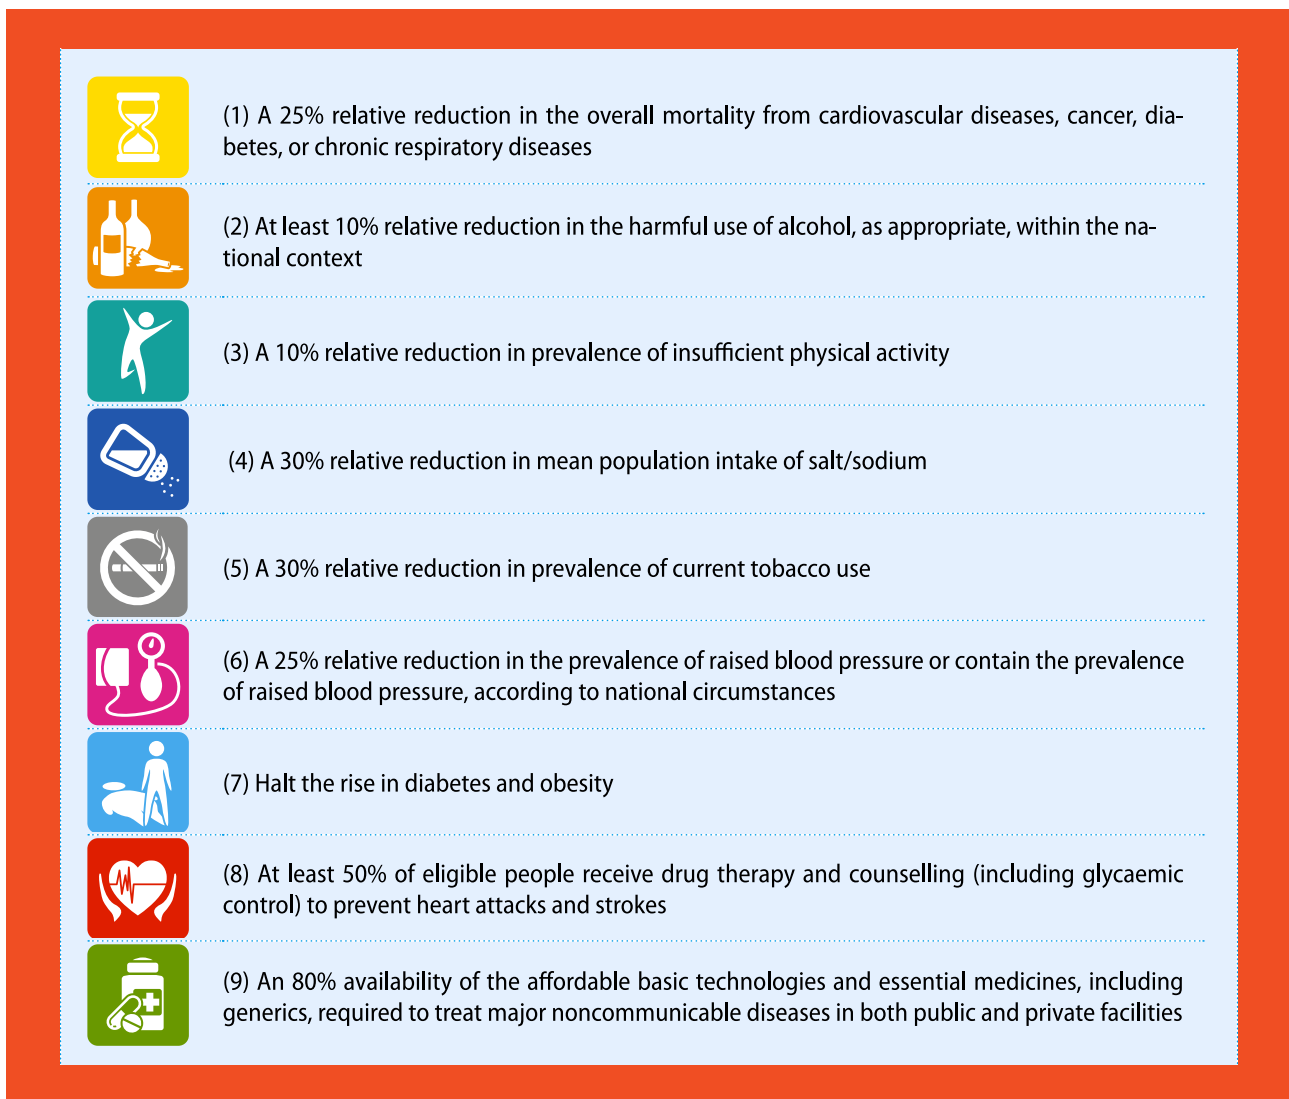 (1) A 25% relative reduction in the overall mortality from cardiovascular diseases, cancer, dia-
betes, or chronic respiratory diseases
(2) At least 10% relative reduction in the harmful use of alcohol, as appropriate, within the na-
tional context
(3) A 10% relative reduction in prevalence of insufficient physical activity
(4) A 30% relative reduction in mean population intake of salt/sodium
(5) A 30% relative reduction in prevalence of current tobacco use
(6) A 25% relative reduction in the prevalence of raised blood pressure or contain the prevalence
of raised blood pressure, according to national circumstances
(7) Halt the rise in diabetes and obesity
(8) At least 50% of eligible people receive drug therapy and counselling (including glycaemic
control) to prevent heart attacks and strokes
(9) An 80% availability of the affordable basic technologies and essential medicines, including
generics, required to treat major noncommunicable diseases in both public and private facilities